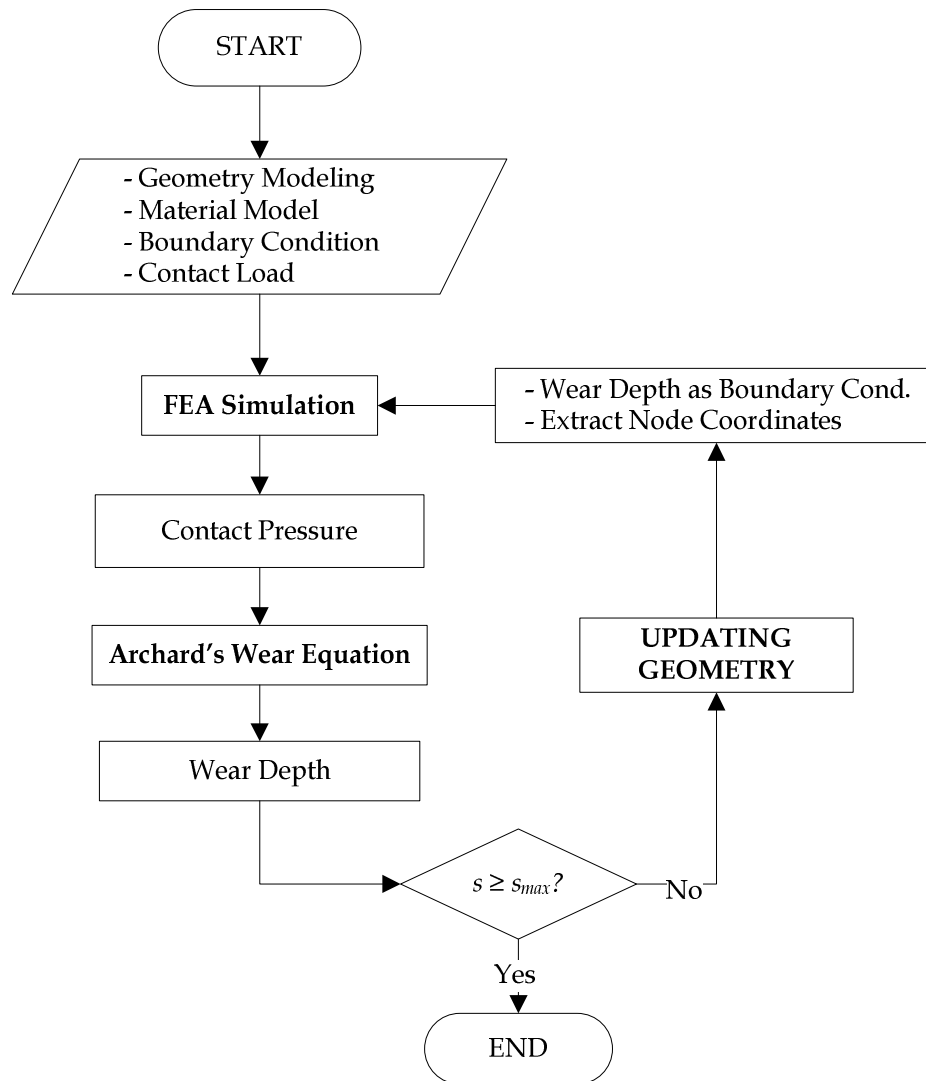 START
- Geometry Modeling
- Material Model
- Boundary Condition
- Contact Load
FEA Simulation
- Wear Depth as Boundary Cond.
- Extract Node Coordinates
Contact Pressure
Archard’s Wear Equation
UPDATING
GEOMETRY
Wear Depth
s ≥ smax?
No
Yes
END